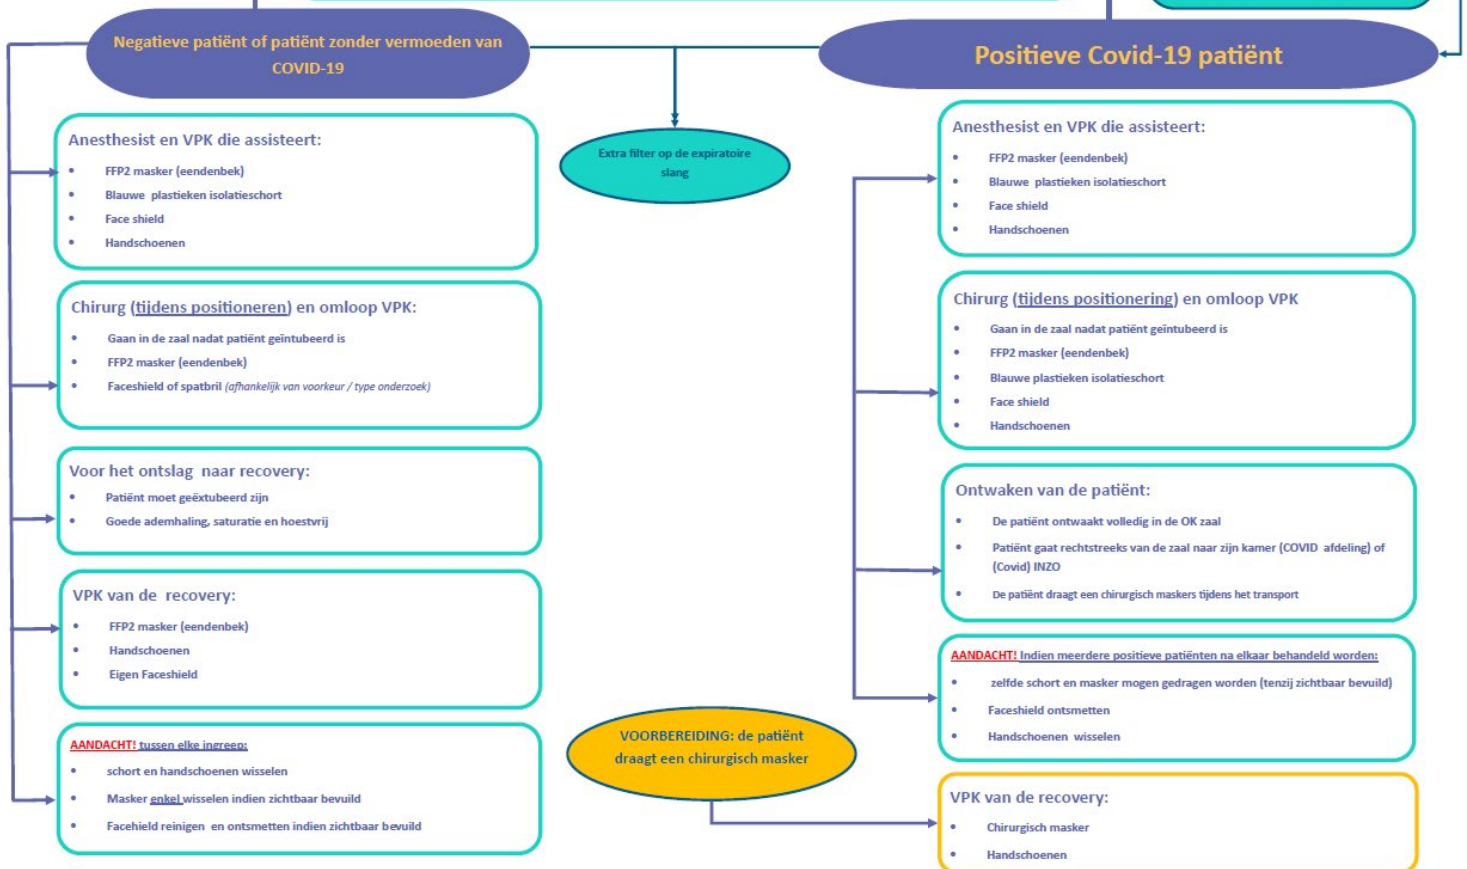 Negatieve patiënt of patiënt zonder vermoeden van
COVID-19
Anesthesist en VPK die assisteert:
• FFP2 masker (eendenbek)
• Blauwe plastieken isolatieschort
• Face shield
• Handschoenen
Chirurg (tijdens positioneren) en omloop VPK:
• Gaan in de zaal nadat patiënt geïntubeerd is
• FFP2 masker (eendenbek)
• Faceshield of spatbril (afhankelijk van voorkeur / type onderzoek)
Voor het ontslag naar recovery:
• Patiënt moet geëxtubeerd zijn
• Goede ademhaling, saturatie en hoestvrij
VPK van de recovery:
• FFP2 masker (eendenbek)
• Handschoenen
• Eigen Faceshield
AANDACHT! tussen elke ingreep:
• schort en handschoenen wisselen
• Masker enkel wisselen indien zichtbaar bevuild
• Facehield reinigen en ontsmetten indien zichtbaar bevuild
Extra filter op de expiratoire
slang
VOORBEREIDING: de patiënt
draagt een chirurgisch masker
Positieve Covid-19 patiënt
Anesthesist en VPK die assisteert:
• FFP2 masker (eendenbek)
• Blauwe plastieken isolatieschort
• Face shield
• Handschoenen
Chirurg (tijdens positionering) en omloop VPK
• Gaan in de zaal nadat patiënt geïntubeerd is
• FFP2 masker (eendenbek)
• Blauwe plastieken isolatieschort
• Face shield
• Handschoenen
Ontwaken van de patiënt:
• De patiënt ontwaakt volledig in de OK zaal
• Patiënt gaat rechtstreeks van de zaal naar zijn kamer (COVID afdeling) of
(Covid) INZO
• De patiënt draagt een chirurgisch maskers tijdens het transport
AANDACHT! Indien meerdere positieve patiënten na elkaar behandeld worden:
• zelfde schort en masker mogen gedragen worden (tenzij zichtbaar bevuild)
• Faceshield ontsmetten
• Handschoenen wisselen
VPK van de recovery:
• Chirurgisch masker
• Handschoenen